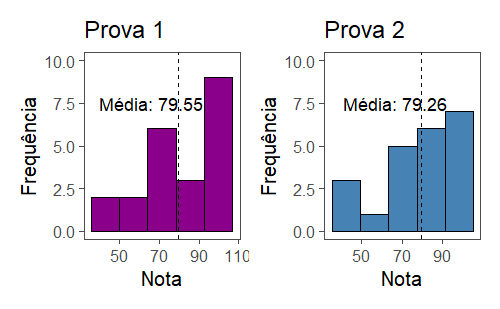 Prova 1
Frequência
10.0
7.5
5.0
2.5
0.0
Média: 79.55
50
70
90
110
Nota
Prova 2
Frequência
10.0
7.5
5.0
2.5
0.0
Média: 79.26
50
70
90
Nota